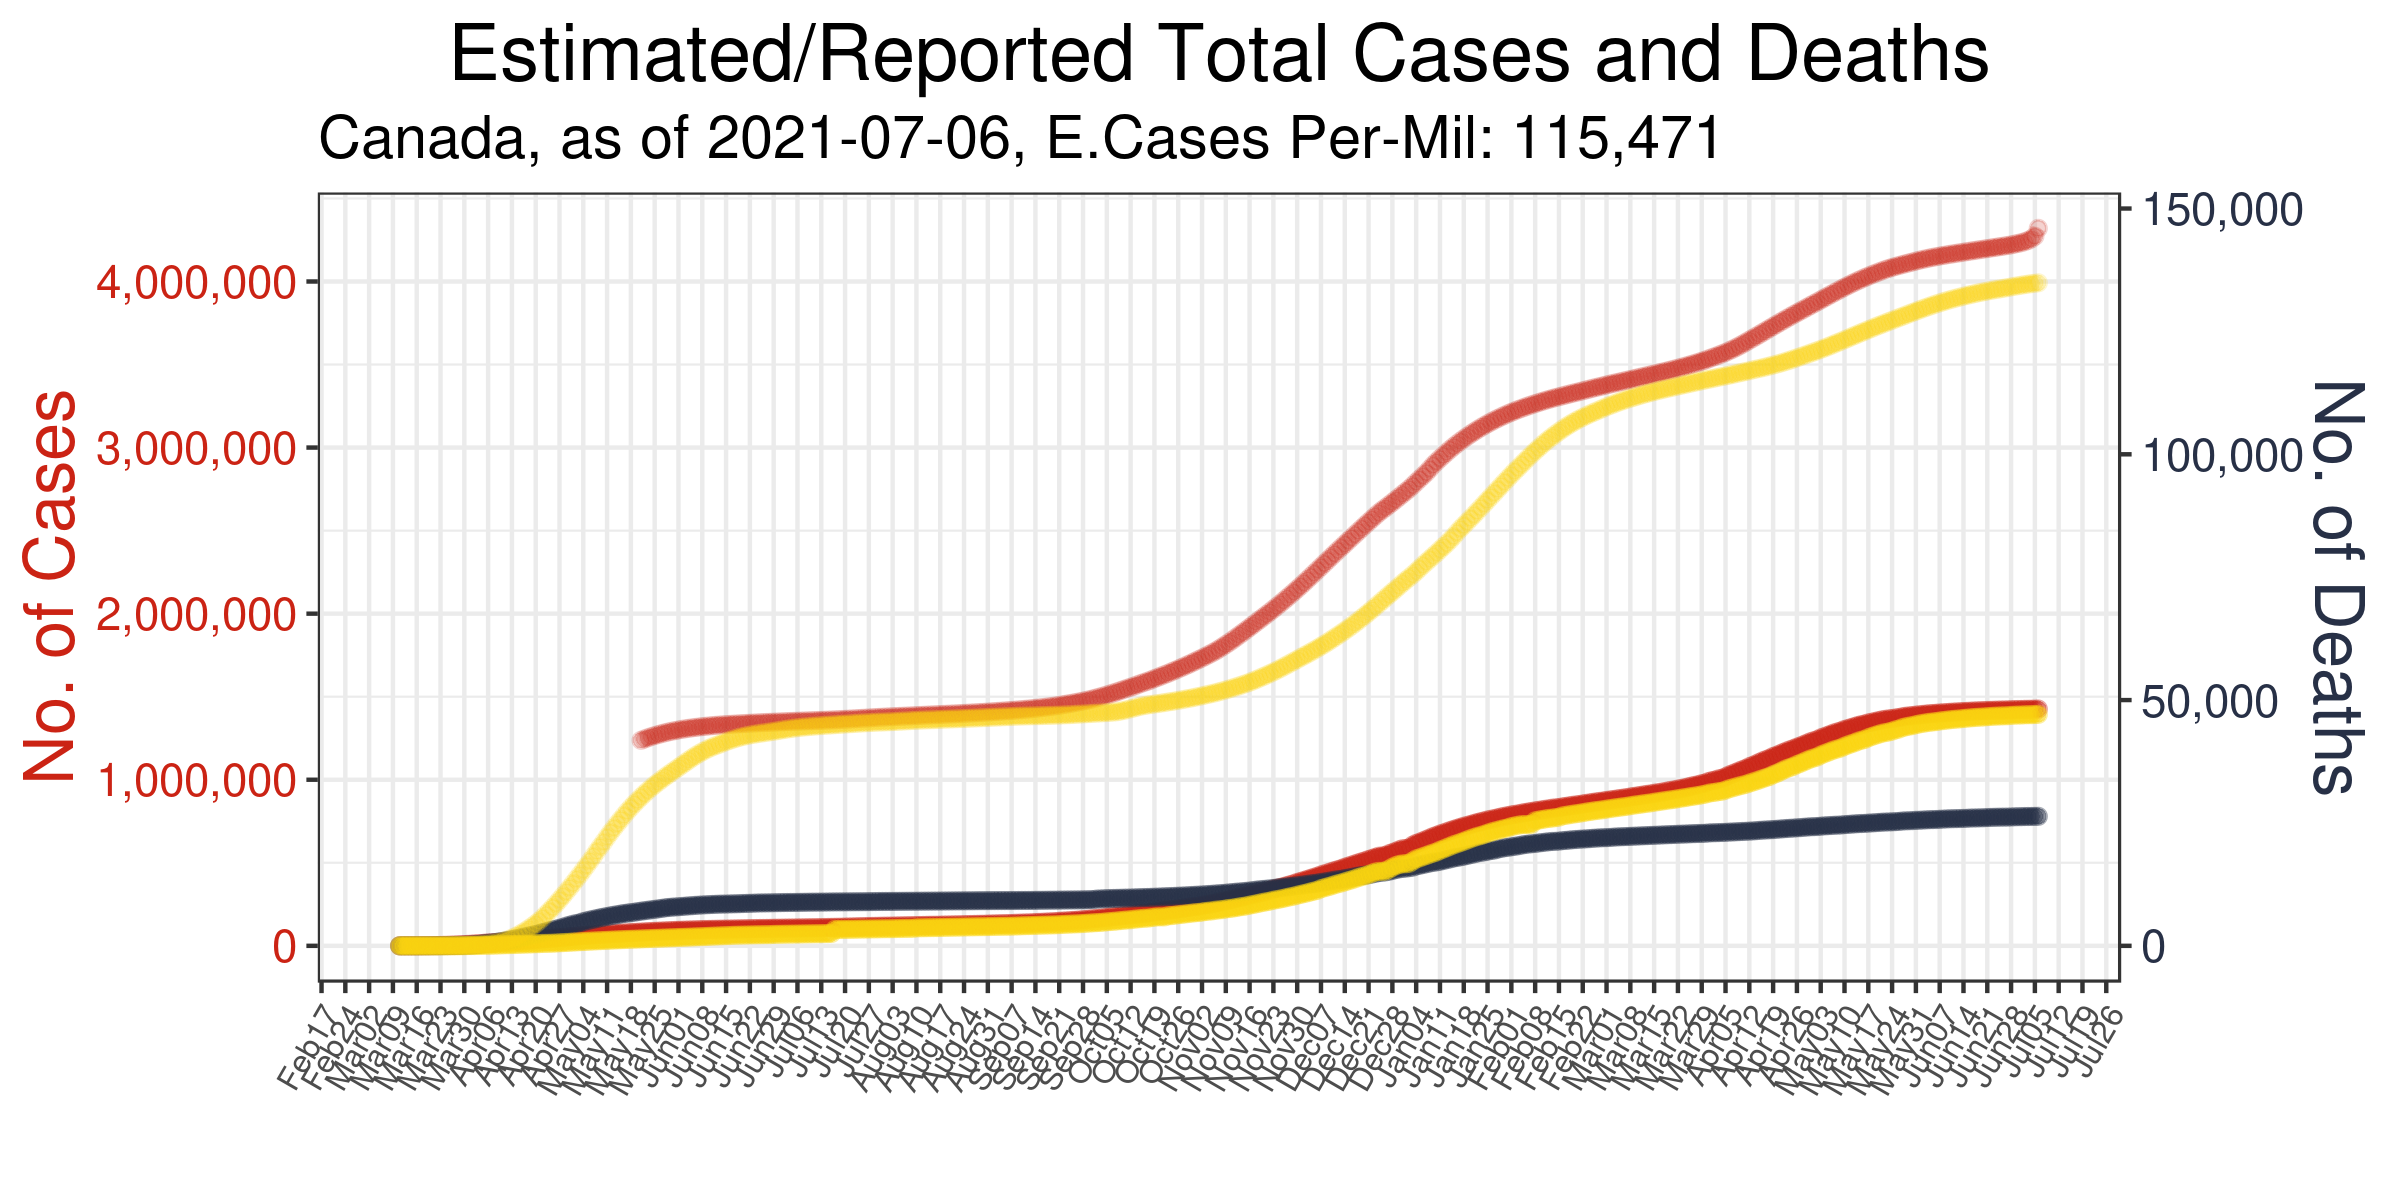 Estimated/Reported Total Cases and Deaths
Canada, as of 2021-07-06, E.Cases Per-Mil: 115,471
No. of Cases
4,000,000
3,000,000
2,000,000
1,000,000
0
150,000
100,000
50,000
0
No. of Deaths
Feb17
Feb24
Mar02
Mar09
Mar16
Mar23
Mar30
Apr06
Apr13
Apr20
Apr27
May04
May11
May18
May25
Jun01
Jun08
Jun15
Jun22
Jun29
Jul06
Jul13
Jul20
Jul27
Aug03
Aug10
Aug17
Aug24
Aug31
Sep07
Sep14
Sep21
Sep28
Oct05
Oct12
Oct19
Oct26
Nov02
Nov09
Nov16
Nov23
Nov30
Dec07
Dec14
Dec21
Dec28
Jan04
Jan11
Jan18
Jan25
Feb01
Feb08
Feb15
Feb22
Mar01
Mar08
Mar15
Mar22
Mar29
Apr05
Apr12
Apr19
Apr26
May03
May10
May17
May24
May31
Jun07
Jun14
Jun21
Jun28
Jul05
Jul12
Jul19
Jul26